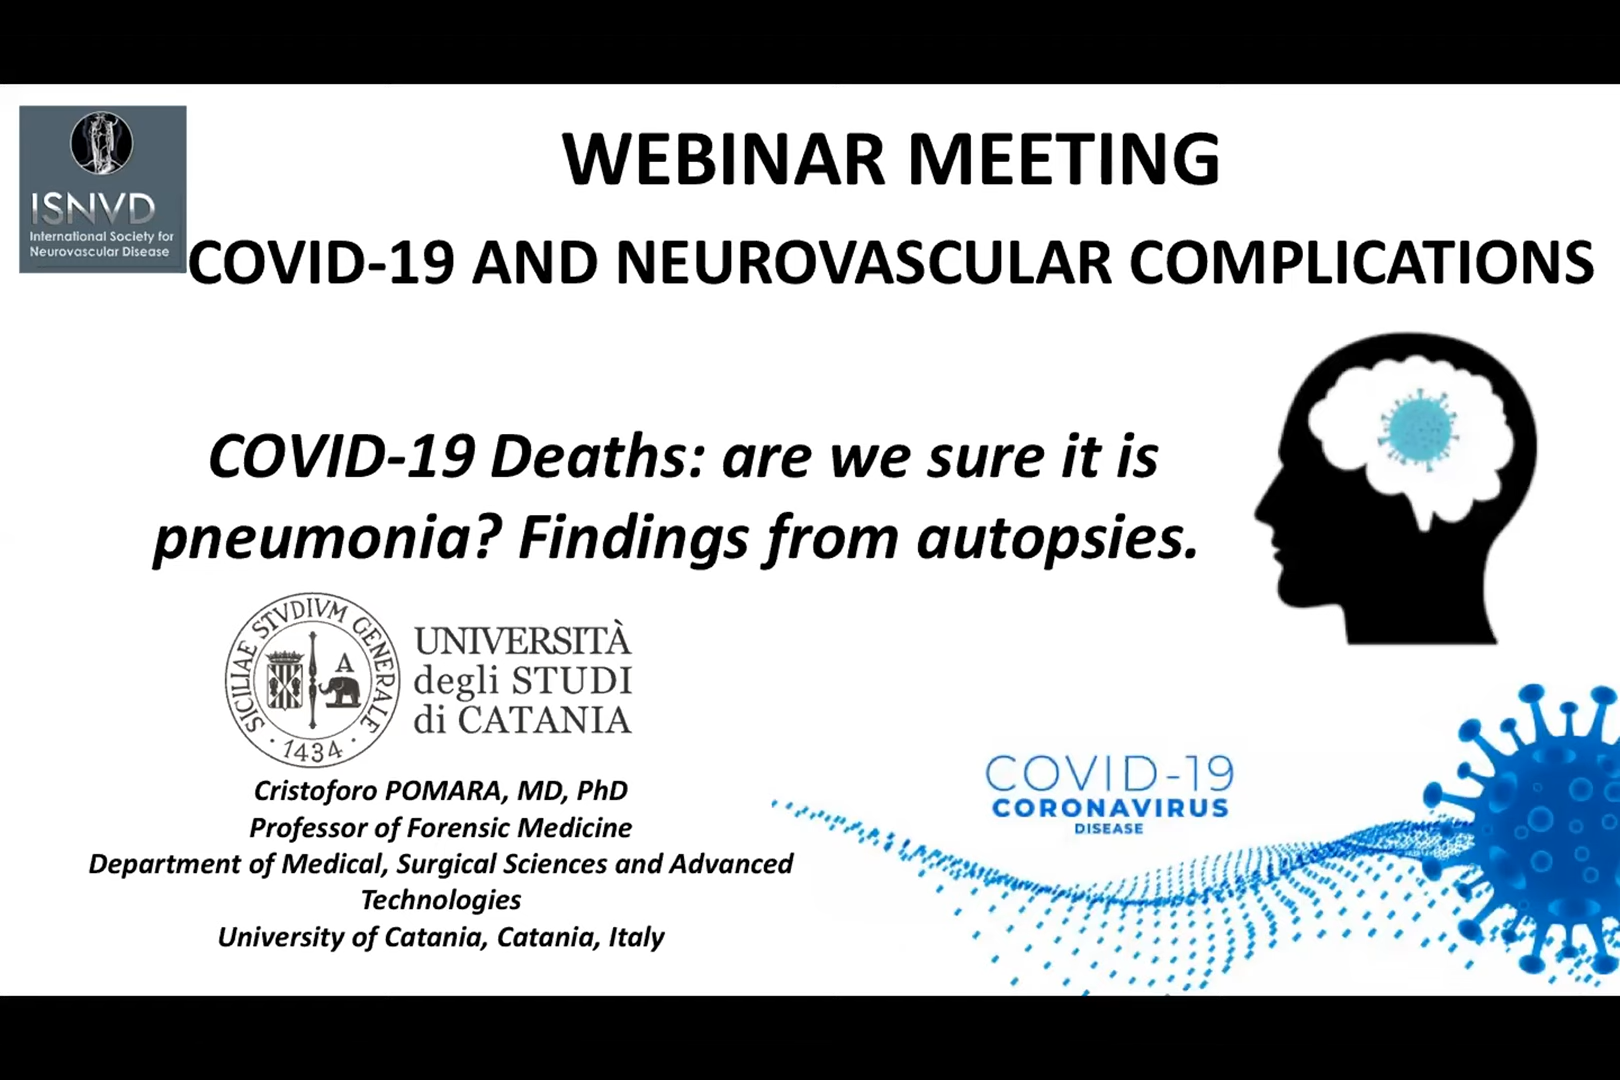 WEBINAR MEETING
ISNVD
International Society for
Neurovascular Disease
COVID-19 AND NEUROVASCULAR COMPLICATIONS
COVID-19 Deaths: are we sure it is
pneumonia? Findings from autopsies.
SICILIAE STVDIVM GENERALE
A
· 1434 ·
UNIVERSITÀ
degli STUDI
di CATANIA
Cristoforo POMARA, MD, PhD
Professor of Forensic Medicine
Department of Medical, Surgical Sciences and Advanced
Technologies
University of Catania, Catania, Italy
COVID-19
CORONAVIRUS
DISEASE